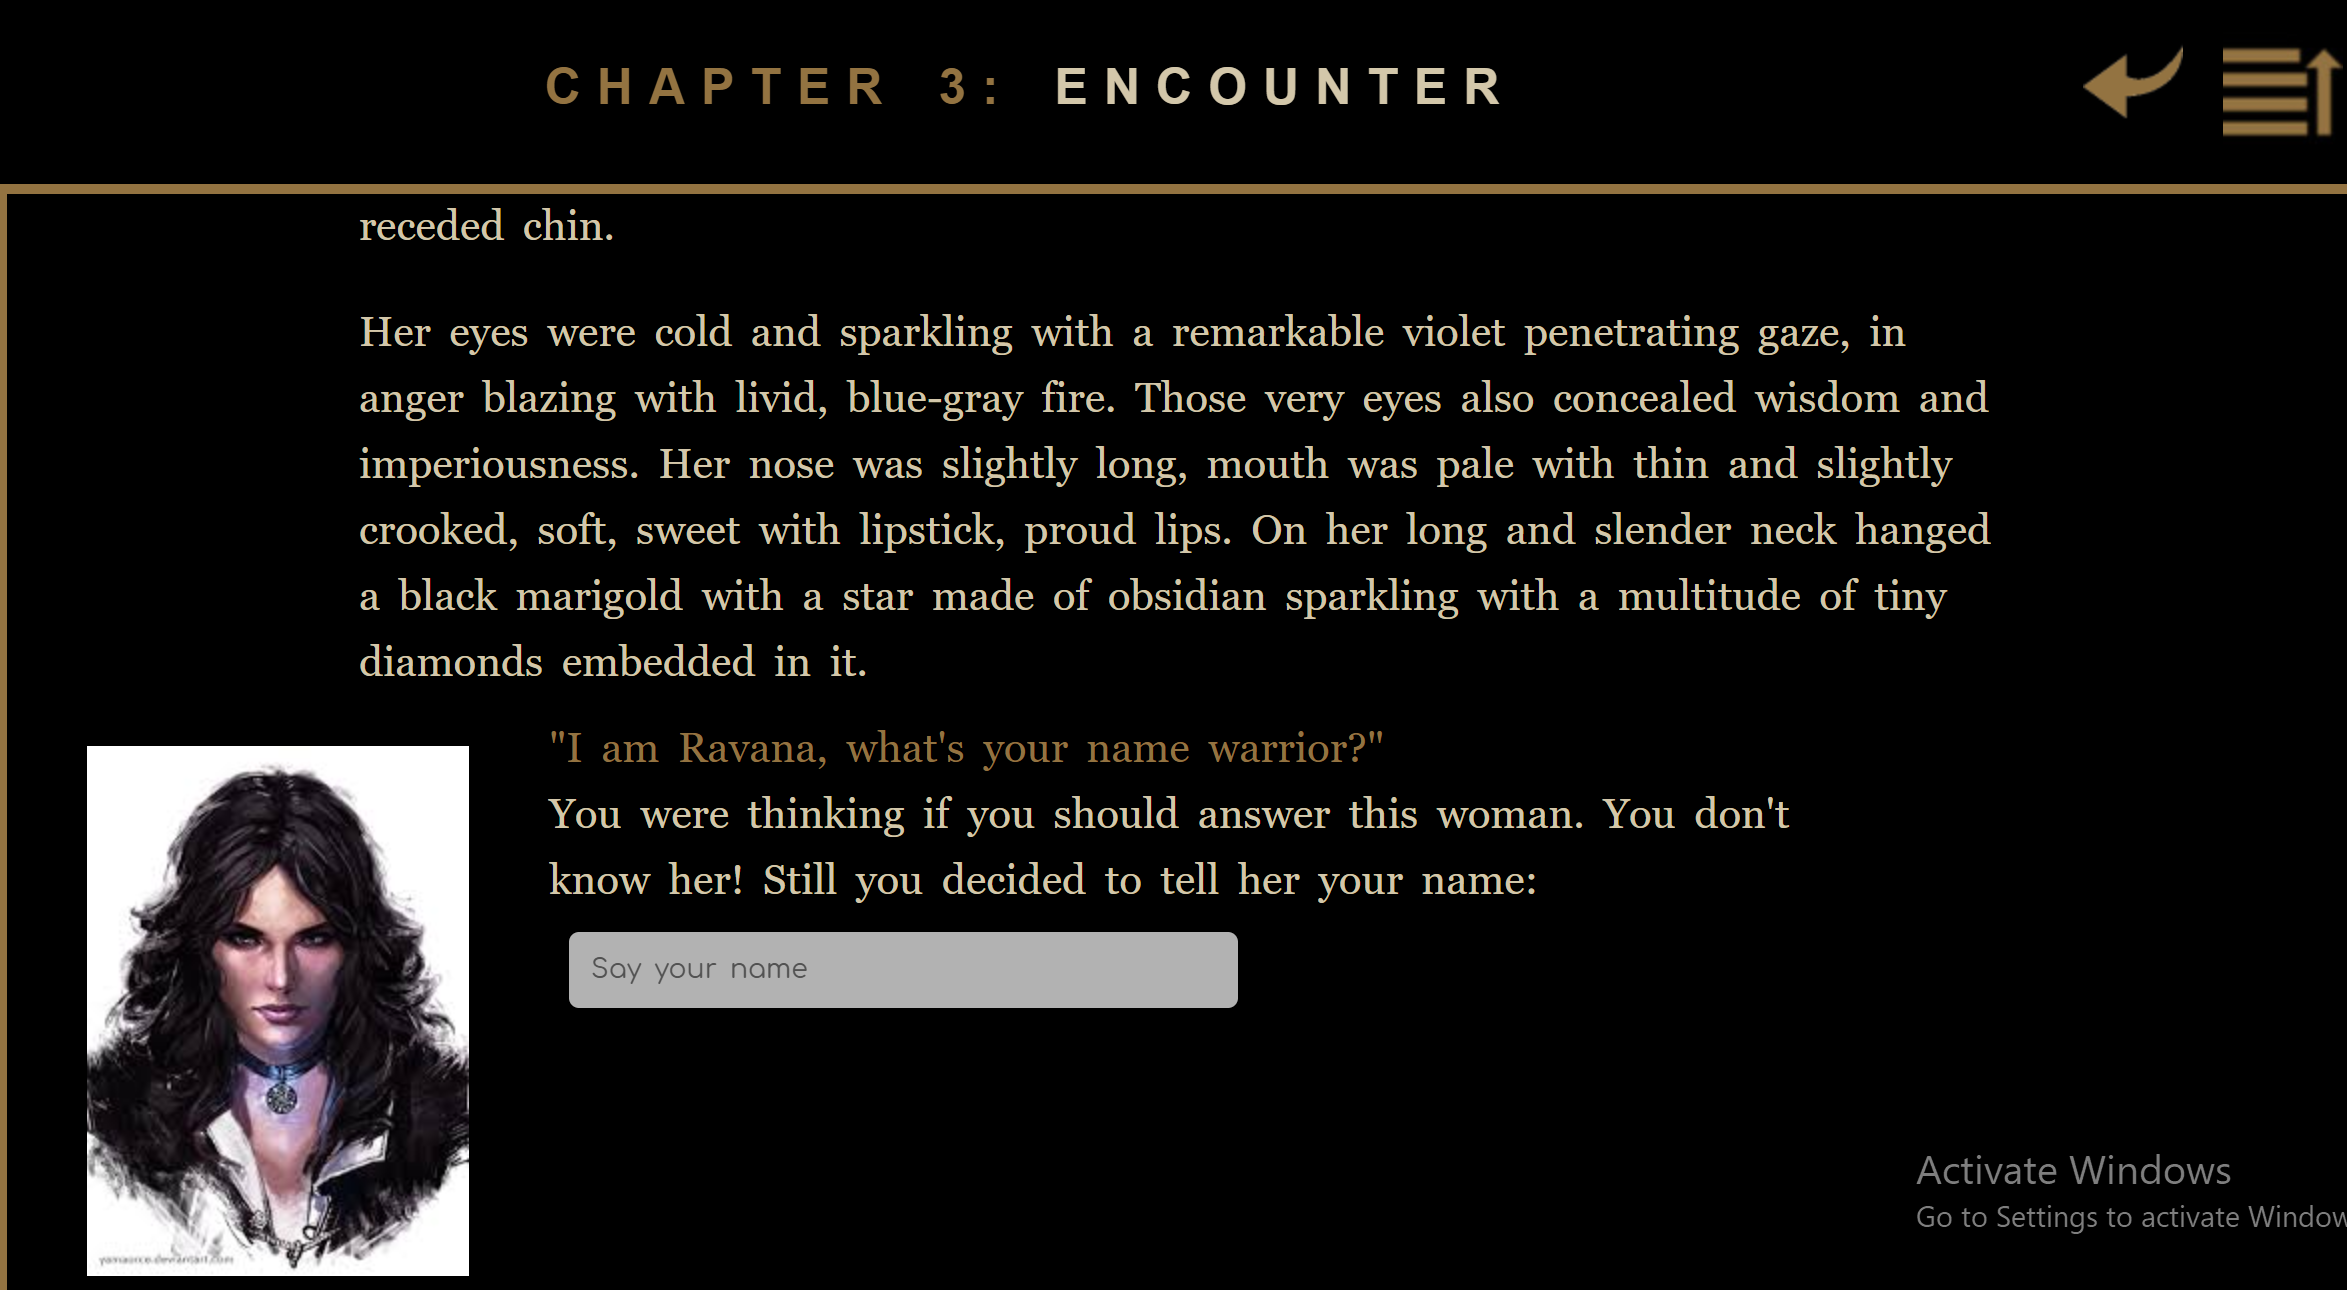 CHAPTER 3: ENCOUNTER
receded chin.
Her eyes were cold and sparkling with a remarkable violet penetrating gaze, in
anger blazing with livid, blue-gray fire. Those very eyes also concealed wisdom and
imperiousness. Her nose was slightly long, mouth was pale with thin and slightly
crooked, soft, sweet with lipstick, proud lips. On her long and slender neck hanged
a black marigold with a star made of obsidian sparkling with a multitude of tiny
diamonds embedded in it.
"I am Ravana, what's your name warrior?"
You were thinking if you should answer this woman. You don't
know her! Still you decided to tell her your name:
Say your name
Activate Windows
Go to Settings to activate Window